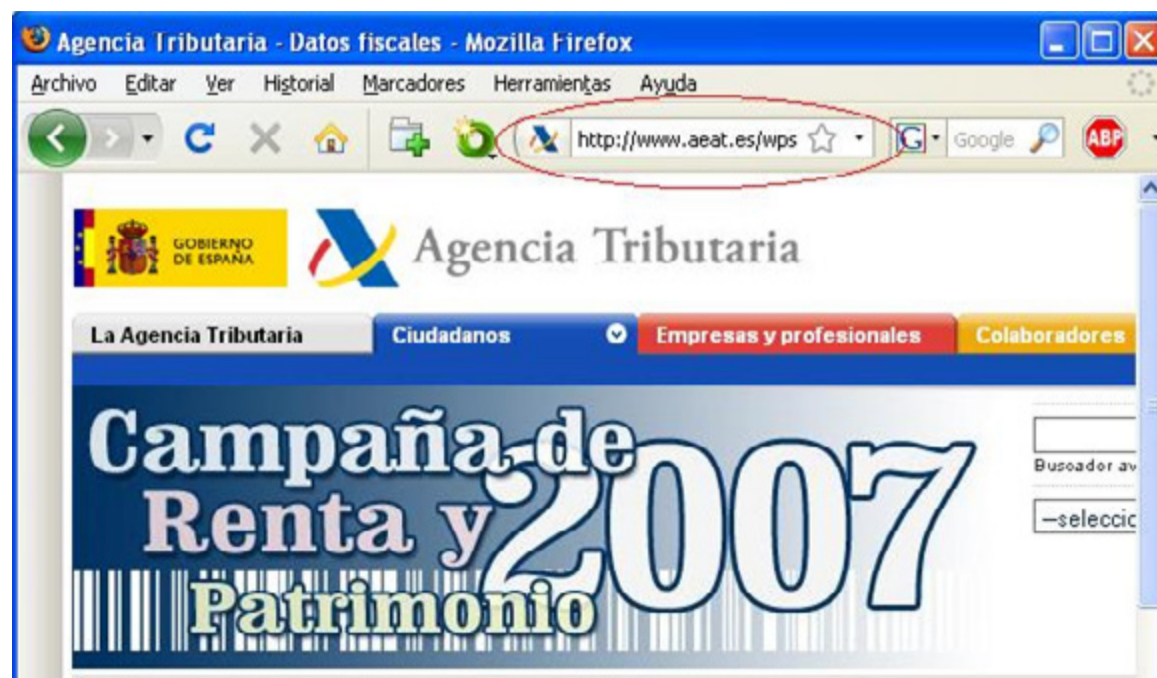 Agencia Tributaria - Datos fiscales - Mozilla Firefox
Archivo Editar Ver Historial Marcadores Herramientas Ayuda
http://www.aeat.es/wps G Google ABP
GOBIERNO
DE ESPAÑA
Agencia Tributaria
La Agencia Tributaria Ciudadanos Empresas y profesionales Colaboradores
Campaña de
Renta y 2007
Patrimonio
Buscador av
—seleccic